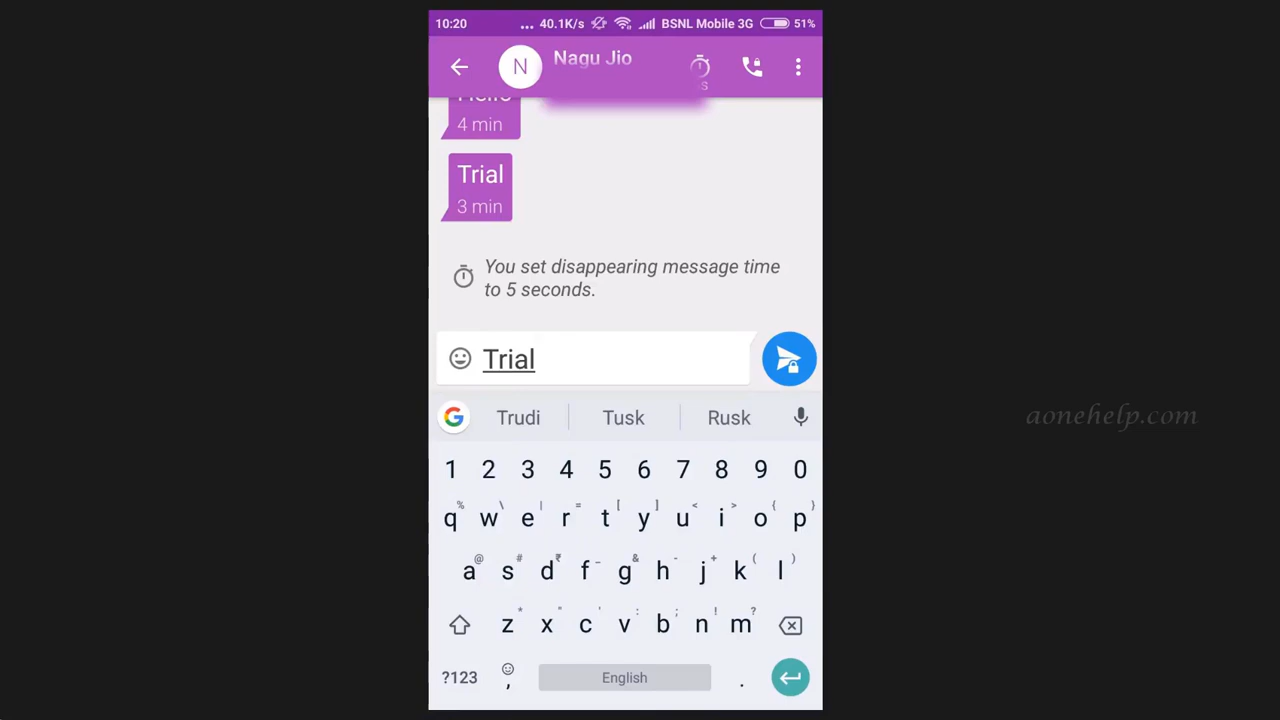 10:20 ... 40.1K/s BSNL Mobile 3G 51%
N Nagu Jio
s
Hello
4 min
Trial
3 min
You set disappearing message time
to 5 seconds.
Trial
aonehelp.com
G Trudi Tusk Rusk
1 2 3 4 5 6 7 8 9 0
% \ | = [ ] < > { }
q w e r t y u i o p
@ # ₹ _ & - + ( )
a s d f g h j k l
* " ' : ; ! ?
z x c v b n m
?123 , English .